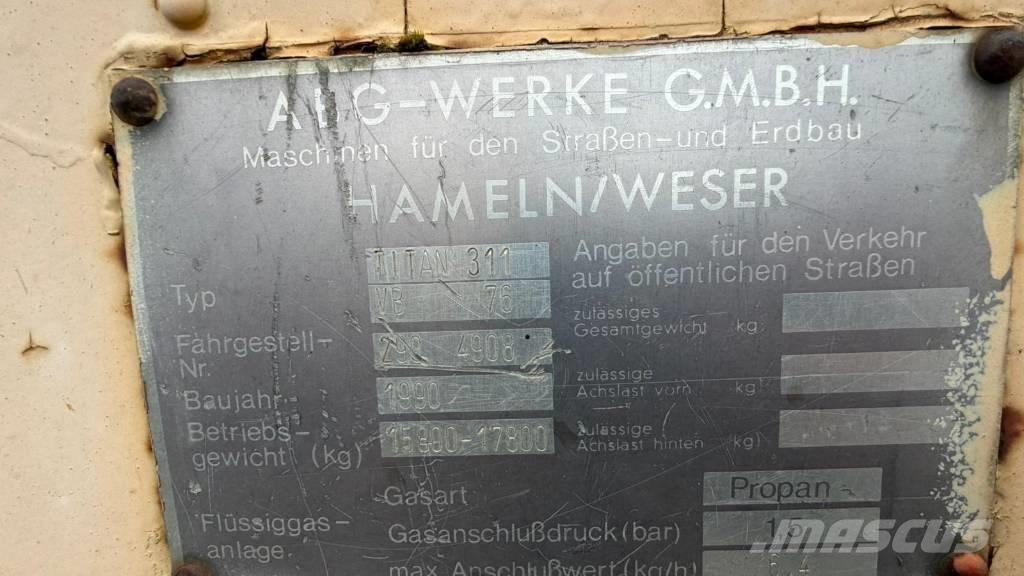 ABG-WERKE G.M.B.H.
Maschinen für den Straßen-und Erdbau
HAMELN/WESER
Typ TITAN 311
VB 76
Fahrgestell-Nr. 4908
Baujahr 1990
Betriebs-
gewicht (kg) -17800
Angaben für den Verkehr
auf öffentlichen Straßen
zulässiges
Gesamtgewicht kg
zulässige
Achslast vorn kg
zulässige
Achslast hinten (kg)
Flüssiggas-
anlage
Gasart Propan
Gasanschlußdruck (bar)
max Anschlußwert (kg/h)
MASCUS